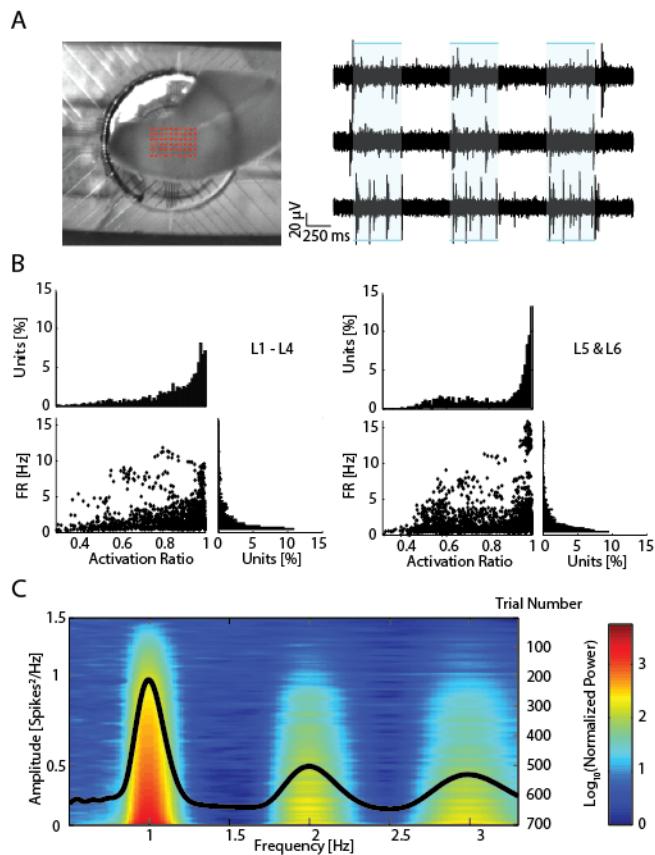 A
20 μV
250 ms
B
15
10
5
0
Units [%]
L1 - L4
15
10
5
0
Units [%]
L5 & L6
15
10
5
0
FR [Hz]
0.4 0.6 0.8 1
Activation Ratio
0 5 10 15
Units [%]
15
10
5
0
FR [Hz]
0.4 0.6 0.8 1
Activation Ratio
0 5 10 15
Units [%]
C
Trial Number
1.5
1
0.5
0
Amplitude [Spikes²/Hz]
1 1.5 2 2.5 3
Frequency [Hz]
100
200
300
400
500
600
700
3
2
1
0
Log₁₀(Normalized Power)